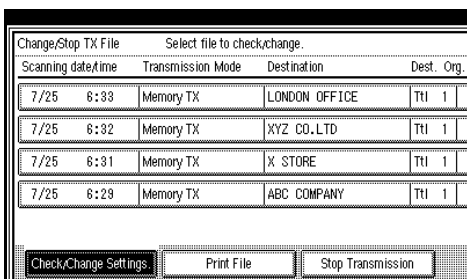 Change/Stop TX File Select file to check/change.
Scanning date/time Transmission Mode Destination Dest. Org.
7/25 6:33 Memory TX LONDON OFFICE Ttl 1
7/25 6:32 Memory TX XYZ CO.LTD Ttl 1
7/25 6:31 Memory TX X STORE Ttl 1
7/25 6:29 Memory TX ABC COMPANY Ttl 1
Check/Change Settings. Print File Stop Transmission